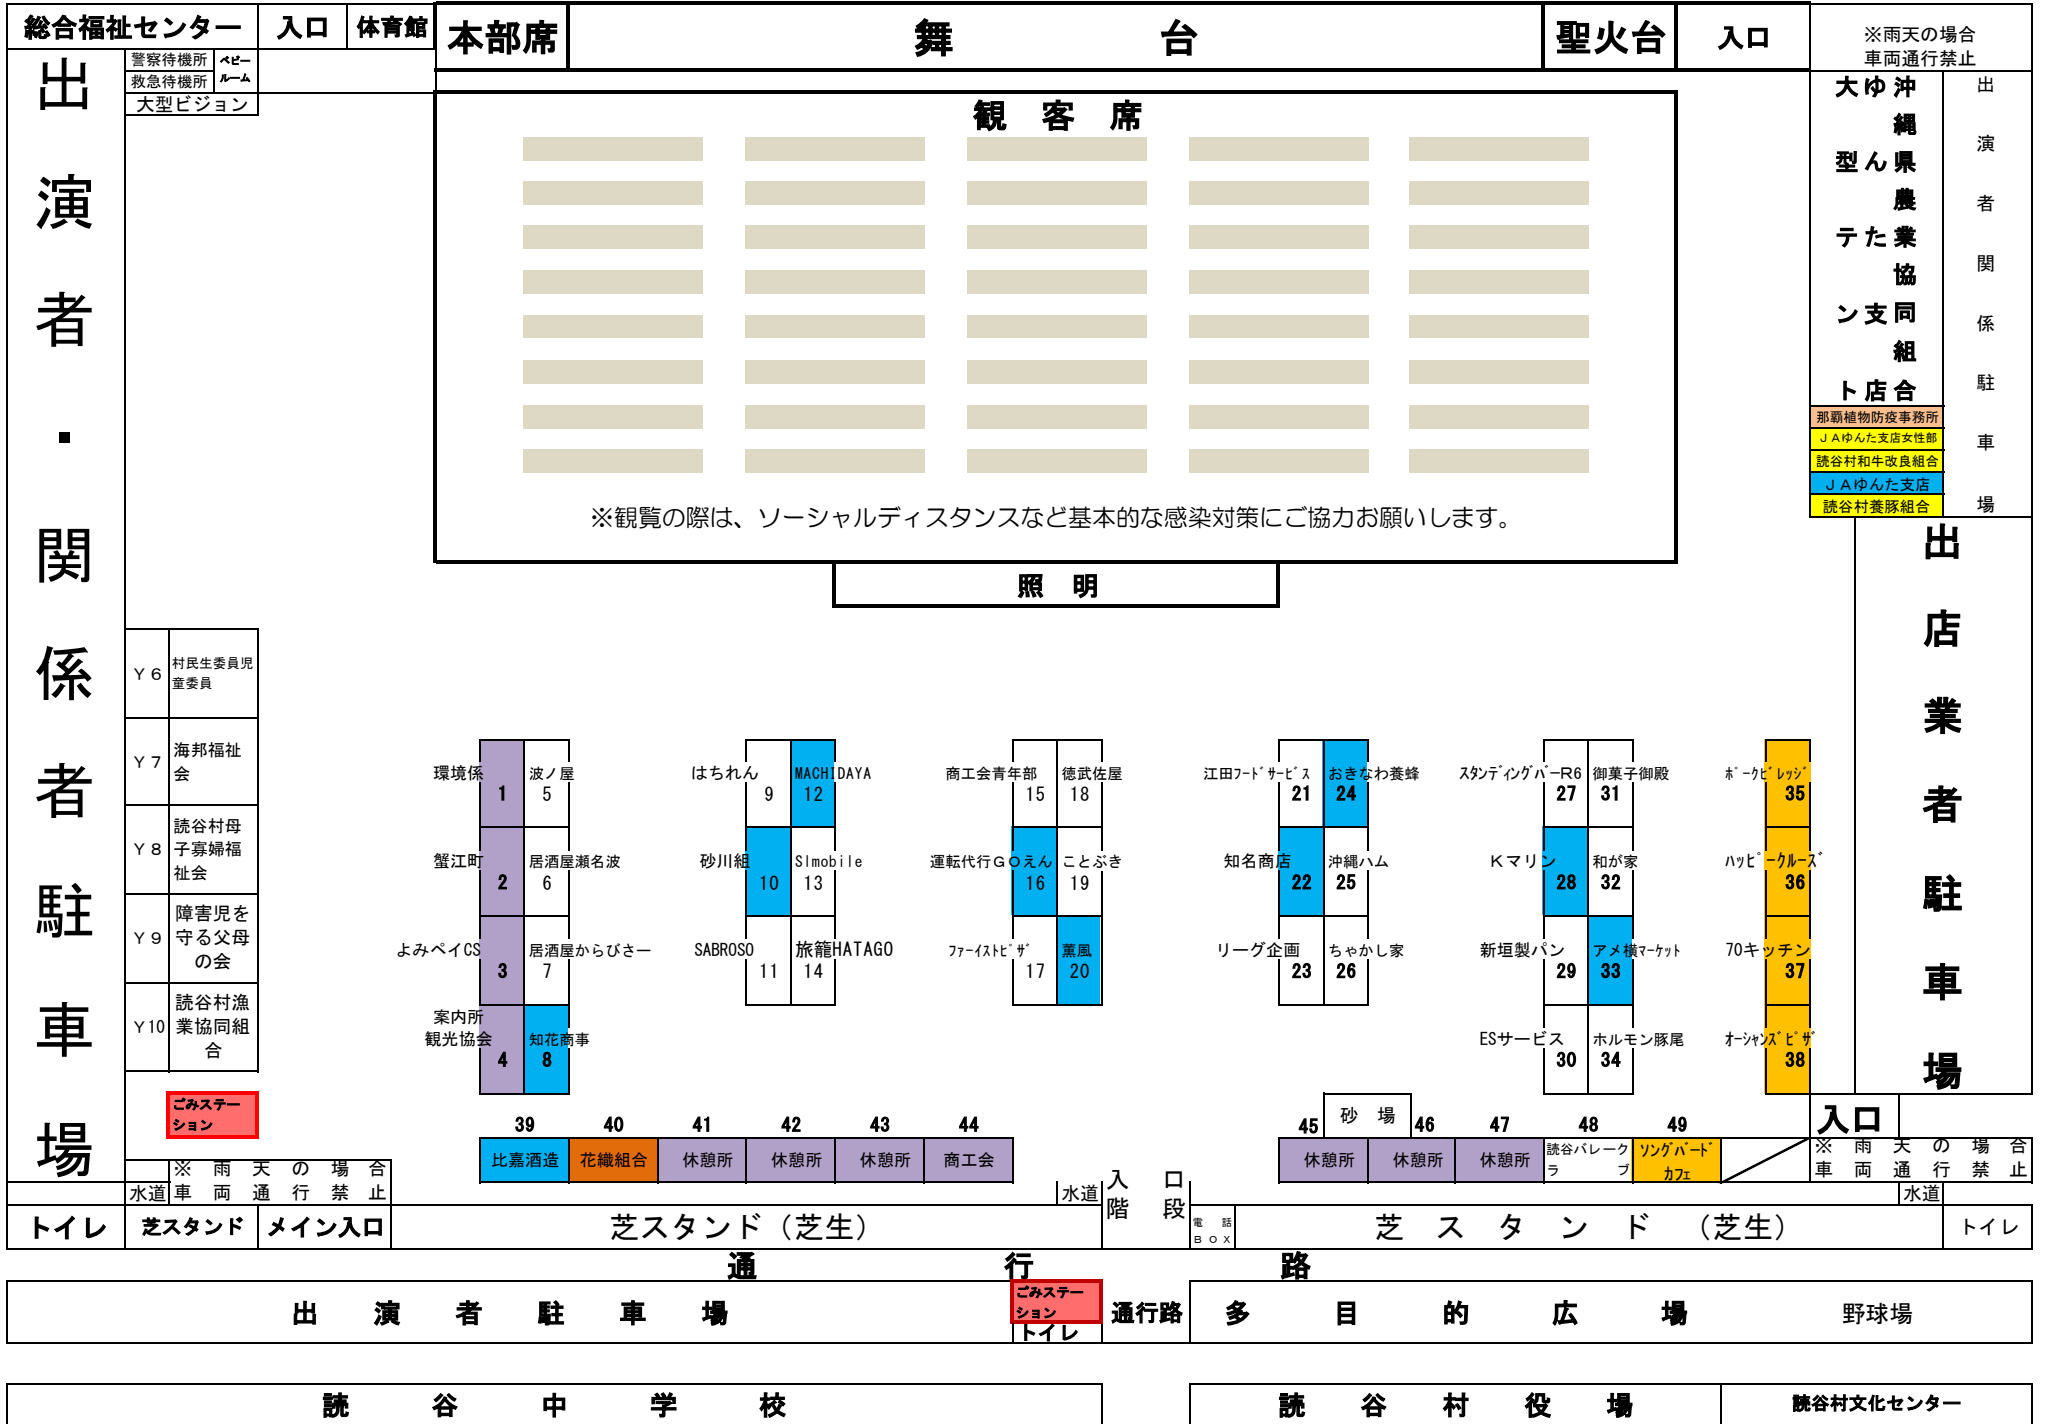 総合福祉センター
入口
体育館
本部席
舞　台
聖火台
入口
※雨天の場合
車両通行禁止
警察待機所
救急待機所
ベビー
ルーム
大型ビジョン
出演者・関係者駐車場
観　客　席
※観覧の際は、ソーシャルディスタンスなど基本的な感染対策にご協力お願いします。
照　明
沖縄県農業協同組合
ゆんた支店
大型テント
出演者関係駐車場
那覇植物防疫事務所
ＪＡゆんた支店女性部
読谷村和牛改良組合
ＪＡゆんた支店
読谷村養豚組合
出店業者駐車場
Ｙ６ 村民生委員児
童委員
Ｙ７ 海邦福祉
会
Ｙ８ 読谷村母
子寡婦福
祉会
Ｙ９ 障害児を
守る父母
の会
Ｙ10 読谷村漁
業協同組
合
ごみステー
ション
環境係 1
蟹江町 2
よみペイCS 3
案内所
観光協会 4
波ノ屋 5
居酒屋瀬名波 6
居酒屋からびさー 7
知花商事 8
はちれん 9
砂川組 10
SABROSO 11
MACHIDAYA 12
SImobile 13
旅籠HATAGO 14
商工会青年部 15
運転代行ＧＯえん 16
ファーイストピザ 17
徳武佐屋 18
ことぶき 19
薫風 20
江田フードサービス 21
知名商店 22
リーグ企画 23
おきなわ養蜂 24
沖縄ハム 25
ちゃかし家 26
スタンディングバーR6 27
Ｋマリン 28
新垣製パン 29
ESサービス 30
御菓子御殿 31
和が家 32
アメ横マーケット 33
ホルモン豚尾 34
ポークビレッジ 35
ハッピークルーズ 36
70キッチン 37
オーシャンズピザ 38
39 比嘉酒造
40 花織組合
41 休憩所
42 休憩所
43 休憩所
44 商工会
砂　場
45 休憩所
46 休憩所
47 休憩所
48 読谷バレーク
ラブ
49 ソングバード
カフェ
入口
※雨天の場合
車両通行禁止
※雨天の場合
車両通行禁止
水道
水道
入口
階段
水道
トイレ
芝スタンド
メイン入口
芝スタンド（芝生）
電話
ＢＯＸ
芝スタンド（芝生）
トイレ
通　行　路
出演者駐車場
ごみステー
ション
トイレ
通行路
多目的広場
野球場
読谷中学校
読谷村役場
読谷村文化センター